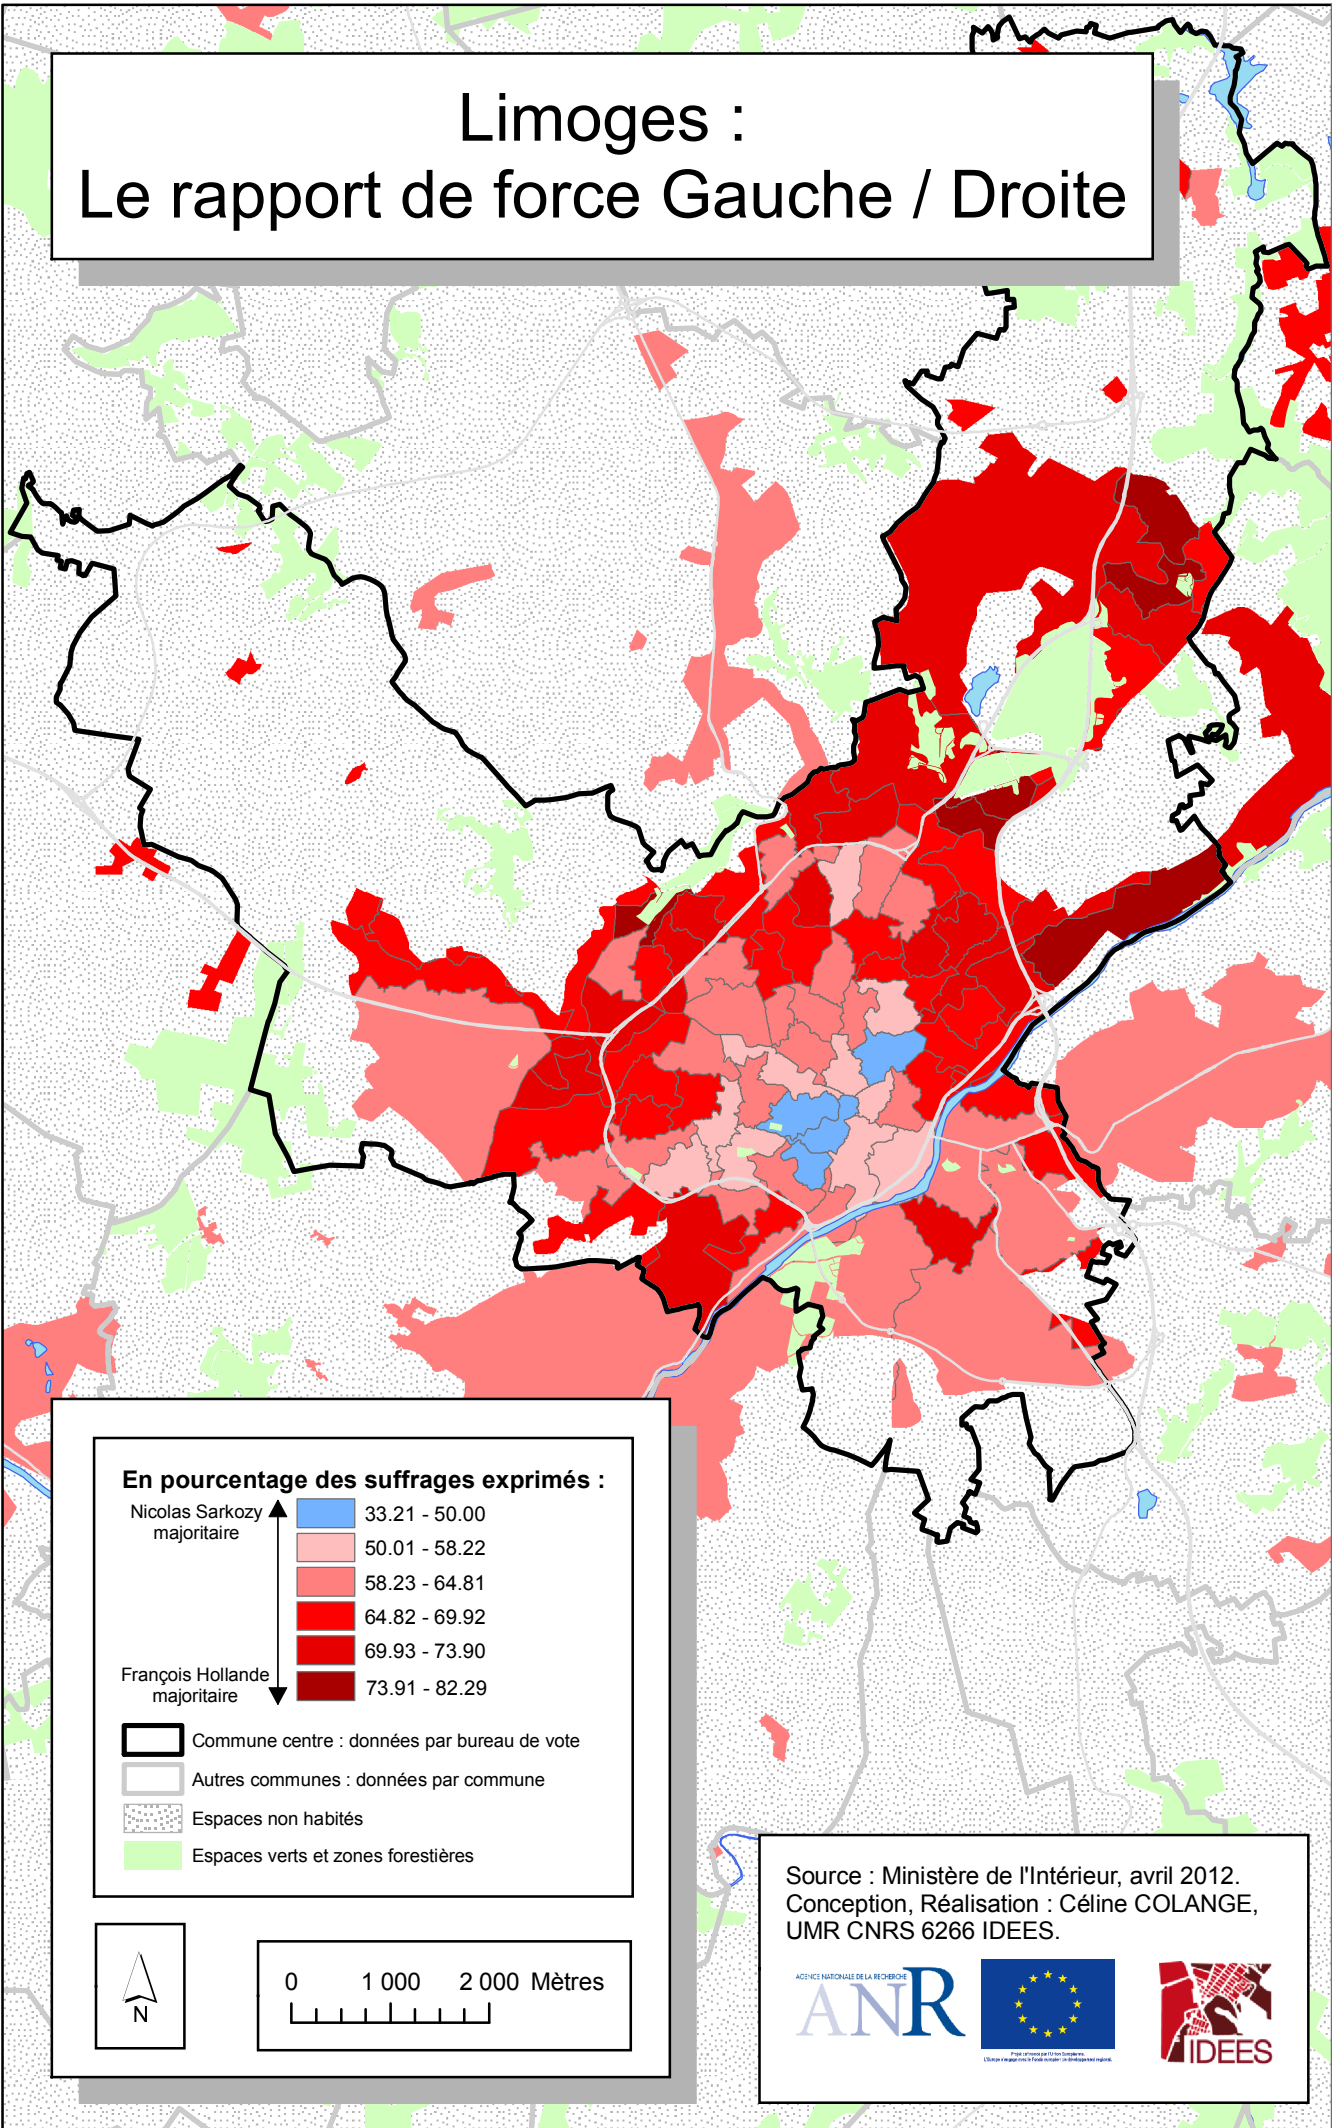 Limoges :
Le rapport de force Gauche / Droite
En pourcentage des suffrages exprimés :
Nicolas Sarkozy
majoritaire
33.21 - 50.00
50.01 - 58.22
58.23 - 64.81
64.82 - 69.92
69.93 - 73.90
73.91 - 82.29
François Hollande
majoritaire
Commune centre : données par bureau de vote
Autres communes : données par commune
Espaces non habités
Espaces verts et zones forestières
N
0 1 000 2 000 Mètres
Source : Ministère de l'Intérieur, avril 2012.
Conception, Réalisation : Céline COLANGE,
UMR CNRS 6266 IDEES.
AGENCE NATIONALE DE LA RECHERCHE
ANR
IDEES